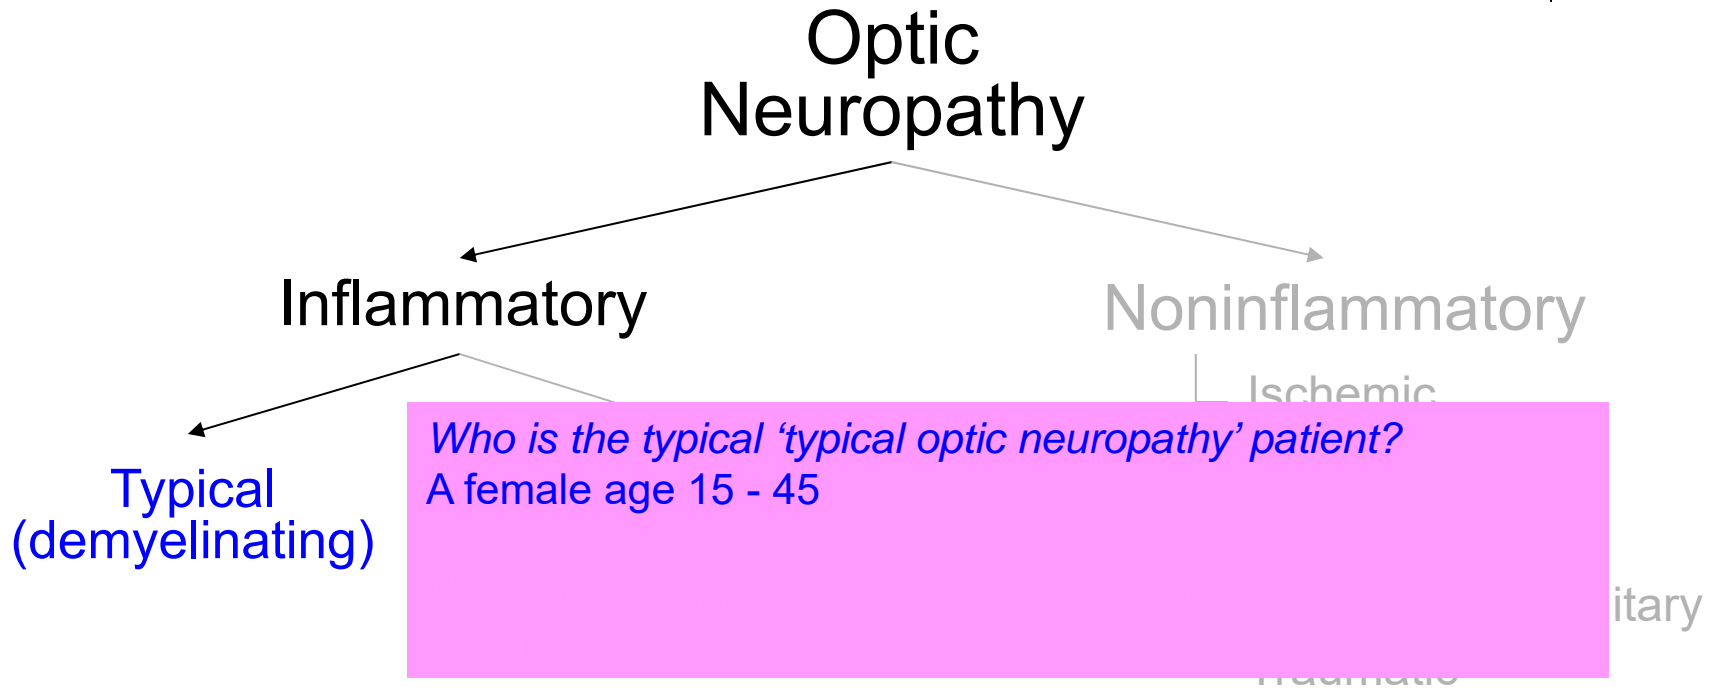 Optic
Neuropathy
Inflammatory
Noninflammatory
Ischemic
Who is the typical ‘typical optic neuropathy’ patient?
A female age 15 - 45
Typical
(demyelinating)
itary
Traumatic